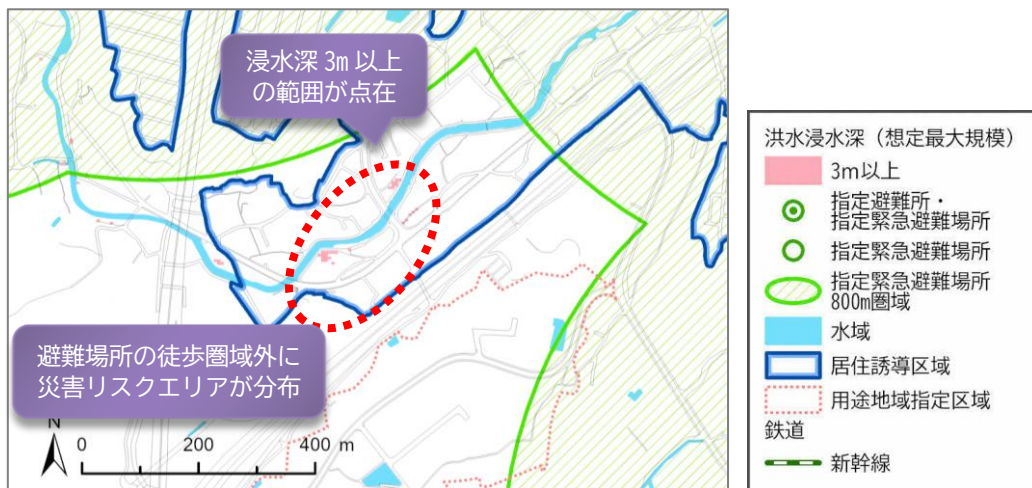 浸水深 3m 以上
の範囲が点在
避難場所の徒歩圏域外に
災害リスクエリアが分布
N
0 200 400 m
洪水浸水深（想定最大規模）
3m以上
指定避難所・
指定緊急避難場所
指定緊急避難場所
指定緊急避難場所
800m圏域
水域
居住誘導区域
用途地域指定区域
鉄道
新幹線